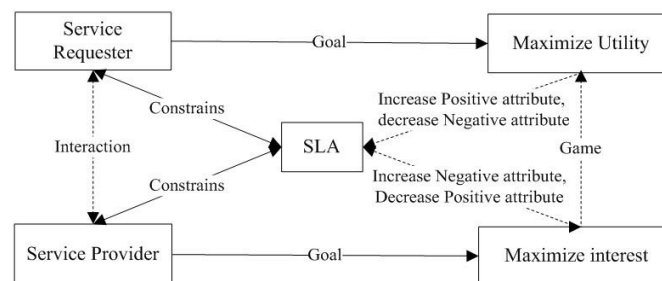 Service
Requester
Goal
Maximize Utility
Constrains
Increase Positive attribute,
decrease Negative attribute
Interaction
SLA
Game
Constrains
Increase Negative attribute,
Decrease Positive attribute
Service Provider
Goal
Maximize interest